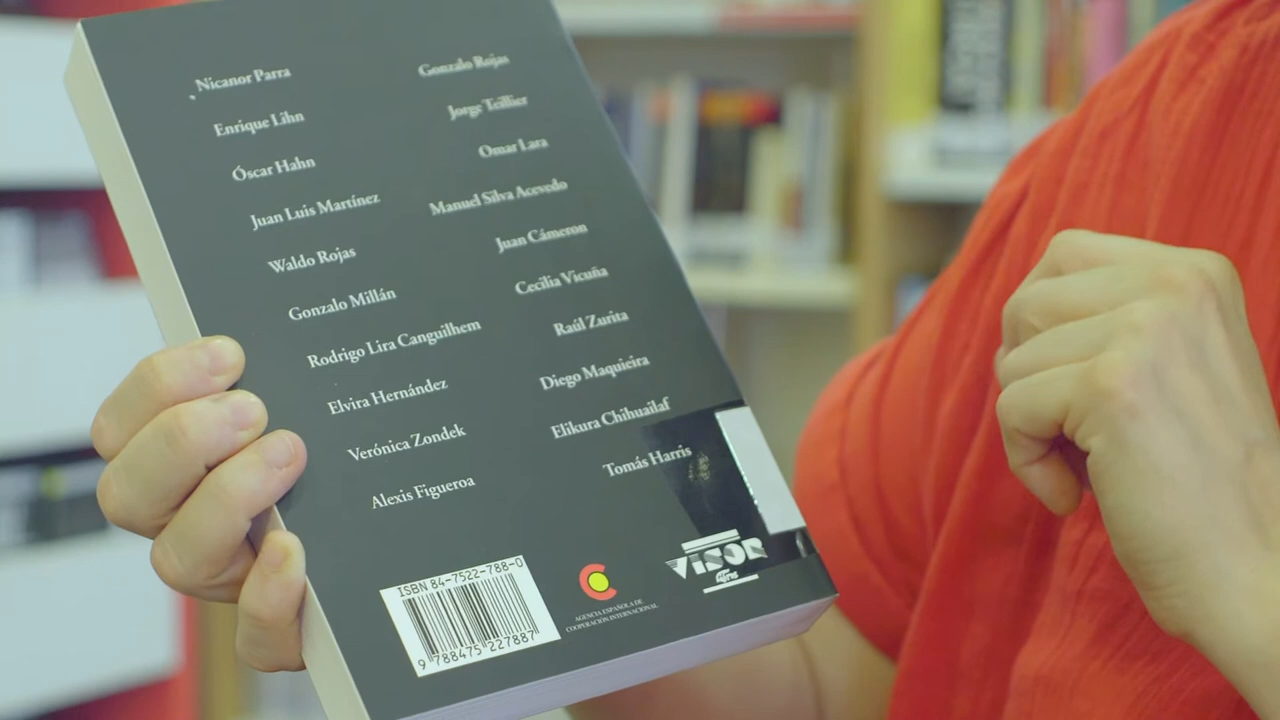 Nicanor Parra
Enrique Lihn
Óscar Hahn
Juan Luis Martínez
Waldo Rojas
Gonzalo Millán
Rodrigo Lira Canguilhem
Elvira Hernández
Verónica Zondek
Alexis Figueroa
Gonzalo Rojas
Jorge Teillier
Omar Lara
Manuel Silva Acevedo
Juan Cámeron
Cecilia Vicuña
Raúl Zurita
Diego Maquieira
Elikura Chihuailaf
Tomás Harris
ISBN 84-7522-788-0
9 788475 227887
AGENCIA ESPAÑOLA DE
COOPERACIÓN INTERNACIONAL
VISOR